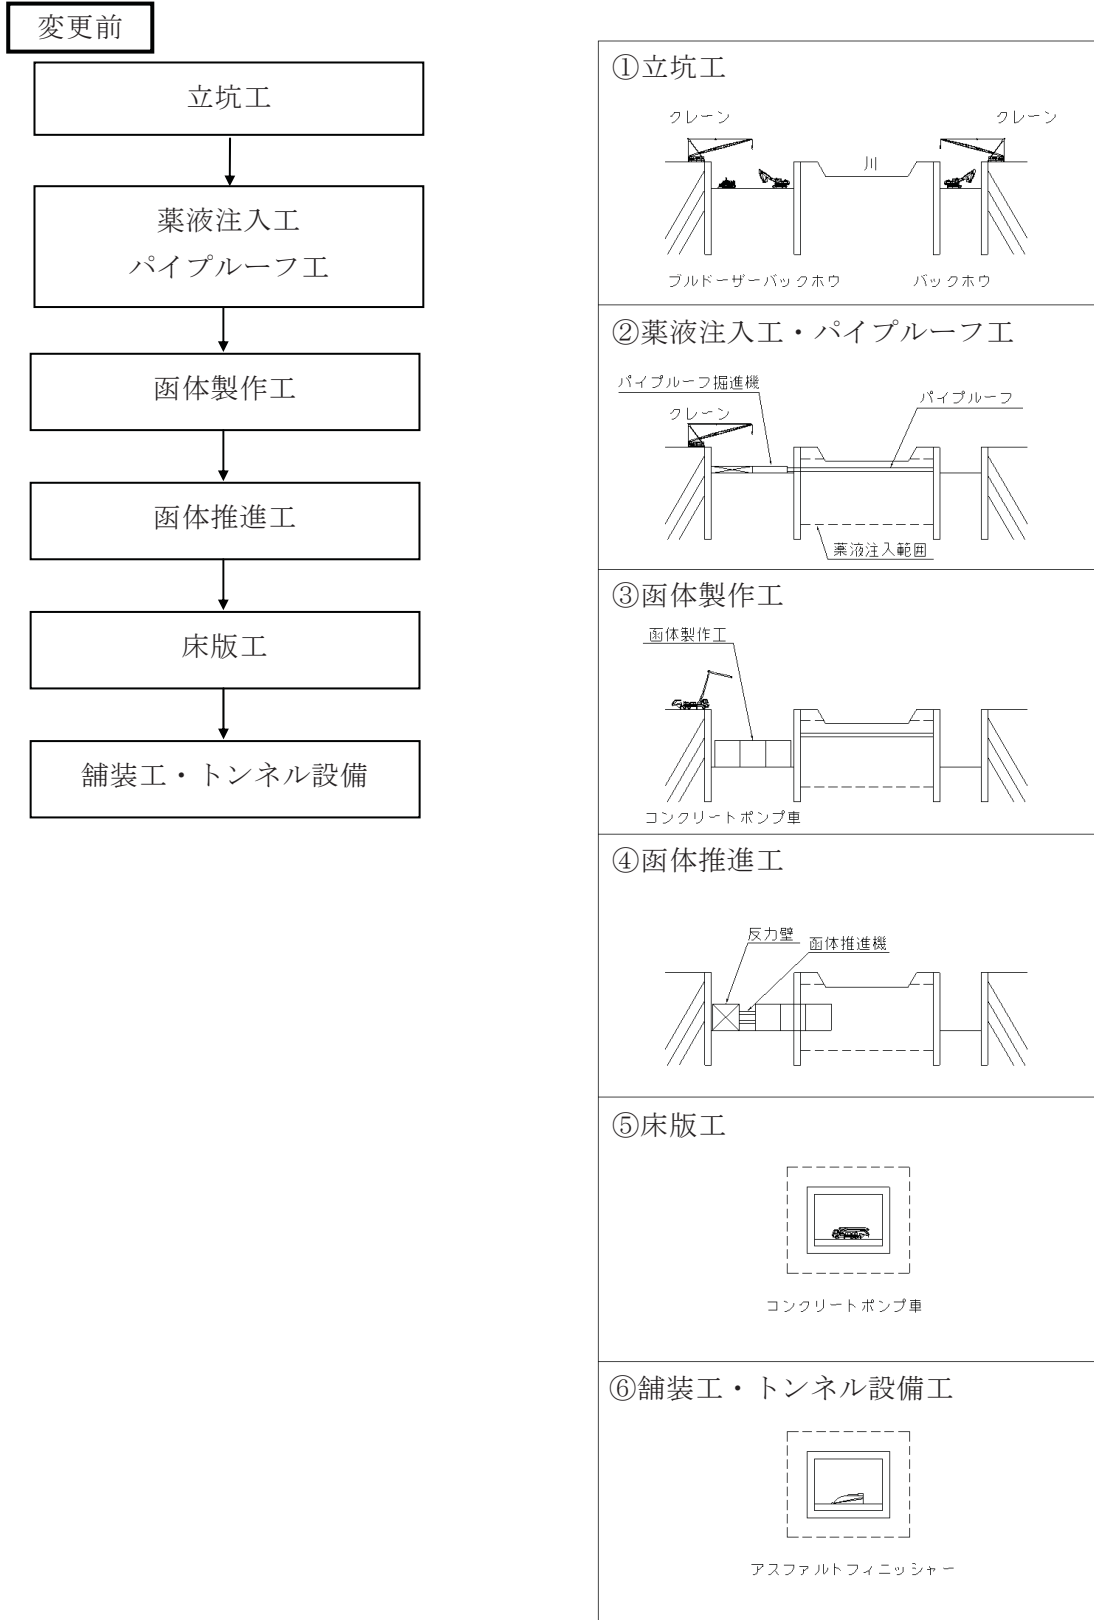 変更前
立坑工
薬液注入工
パイプルーフ工
函体製作工
函体推進工
床版工
舗装工・トンネル設備
①立坑工
クレーン
クレーン
川
ブルドーザーバックホウ
バックホウ
②薬液注入工・パイプルーフ工
パイプルーフ掘進機
パイプルーフ
クレーン
薬液注入範囲
③函体製作工
函体製作工
コンクリートポンプ車
④函体推進工
反力壁
函体推進機
⑤床版工
コンクリートポンプ車
⑥舗装工・トンネル設備工
アスファルトフィニッシャー